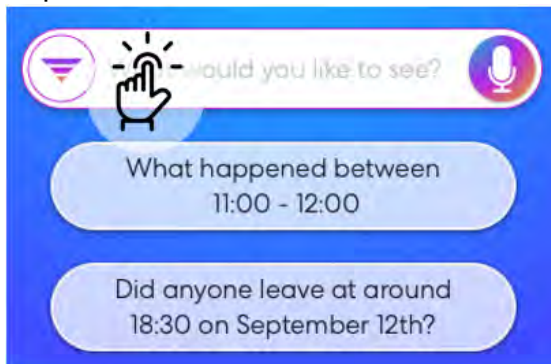 would you like to see?
What happened between
11:00 - 12:00
Did anyone leave at around
18:30 on September 12th?